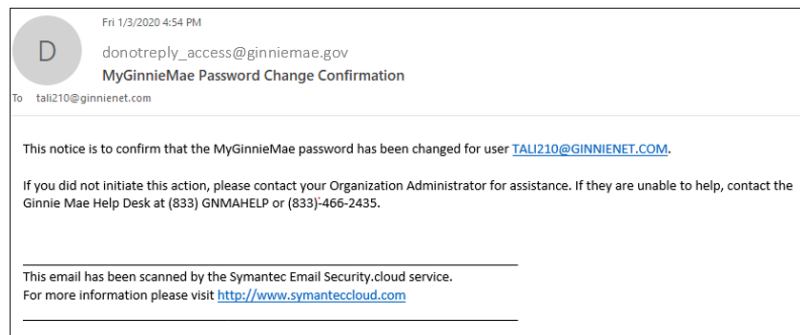 Fri 1/3/2020 4:54 PM
D
donotreply_access@ginniemae.gov
MyGinnieMae Password Change Confirmation
To tali210@ginnienet.com
This notice is to confirm that the MyGinnieMae password has been changed for user TALI210@GINNIENET.COM.
If you did not initiate this action, please contact your Organization Administrator for assistance. If they are unable to help, contact the
Ginnie Mae Help Desk at (833) GNMAHELP or (833)-466-2435.
This email has been scanned by the Symantec Email Security.cloud service.
For more information please visit http://www.symanteccloud.com